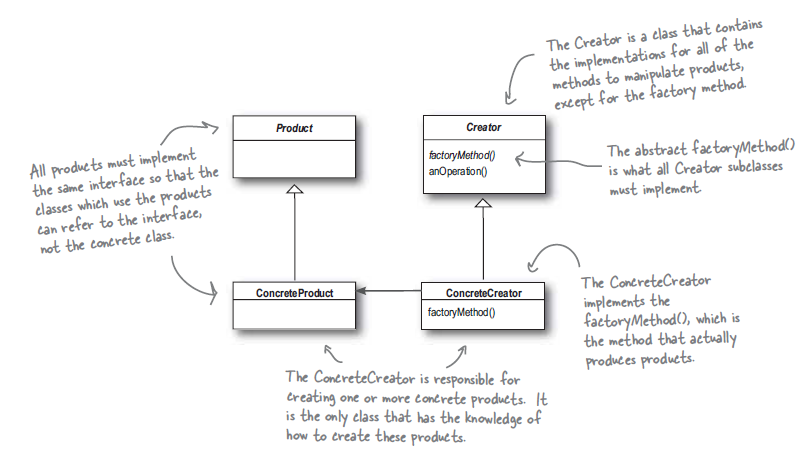 The Creator is a class that contains
the implementations for all of the
methods to manipulate products,
except for the factory method.
Product
Creator
factoryMethod()
anOperation()
The abstract factoryMethod()
is what all Creator subclasses
must implement.
All products must implement
the same interface so that the
classes which use the products
can refer to the interface,
not the concrete class.
ConcreteProduct
ConcreteCreator
factoryMethod()
The ConcreteCreator
implements the
factoryMethod(), which is
the method that actually
produces products.
The ConcreteCreator is responsible for
creating one or more concrete products. It
is the only class that has the knowledge of
how to create these products.